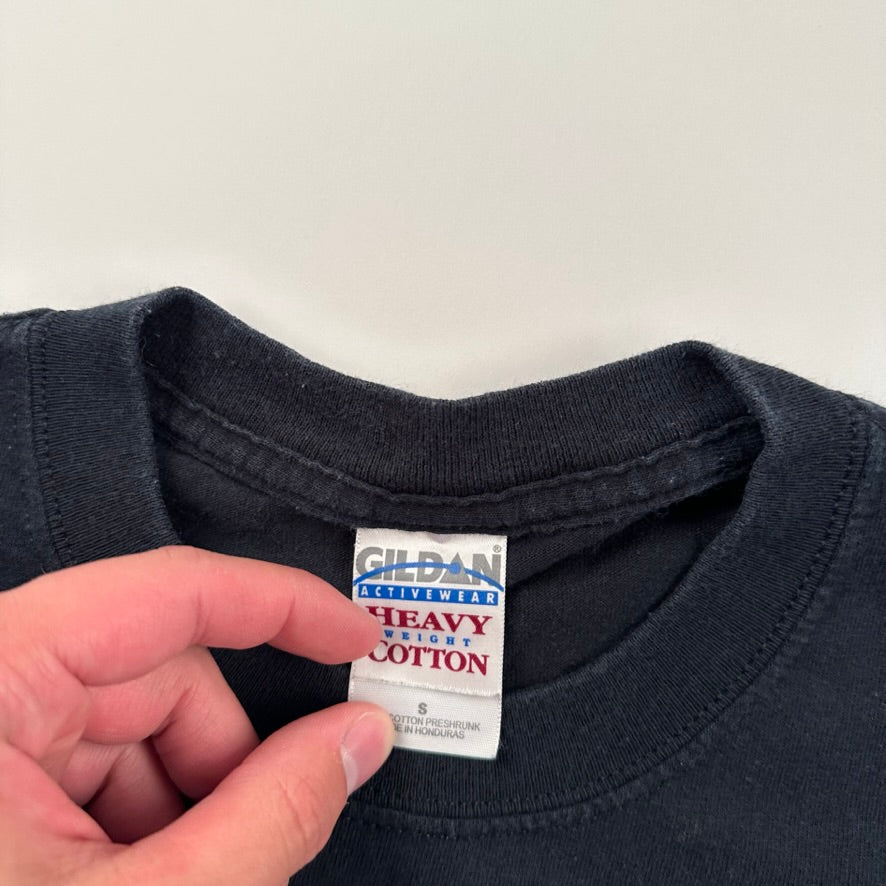 GILDAN®
ACTIVEWEAR
HEAVY
WEIGHT
COTTON
S
COTTON PRESHRUNK
IN HONDURAS